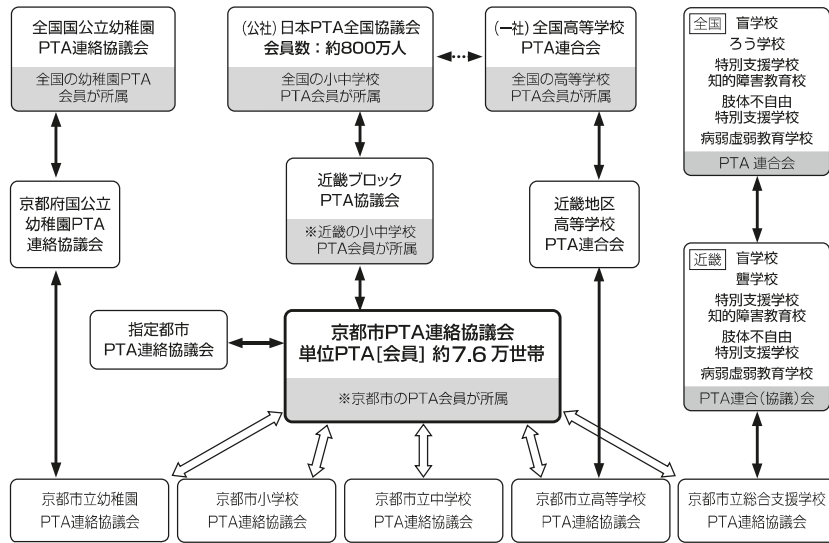 全国国公立幼稚園
PTA連絡協議会
全国の幼稚園PTA
会員が所属
(公社)日本PTA全国協議会
会員数：約800万人
全国の小中学校
PTA会員が所属
(一社)全国高等学校
PTA連合会
全国の高等学校
PTA会員が所属
全国
盲学校
ろう学校
特別支援学校
知的障害教育校
肢体不自由
特別支援学校
病弱虚弱教育学校
PTA 連合会
京都府国公立
幼稚園PTA
連絡協議会
近畿ブロック
PTA協議会
※近畿の小中学校
PTA会員が所属
近畿地区
高等学校
PTA連合会
近畿
盲学校
聾学校
特別支援学校
知的障害教育校
肢体不自由
特別支援学校
病弱虚弱教育学校
PTA連合(協議)会
指定都市
PTA連絡協議会
京都市PTA連絡協議会
単位PTA[会員] 約7.6万世帯
※京都市のPTA会員が所属
京都市立幼稚園
PTA連絡協議会
京都市小学校
PTA連絡協議会
京都市立中学校
PTA連絡協議会
京都市立高等学校
PTA連絡協議会
京都市立総合支援学校
PTA連絡協議会